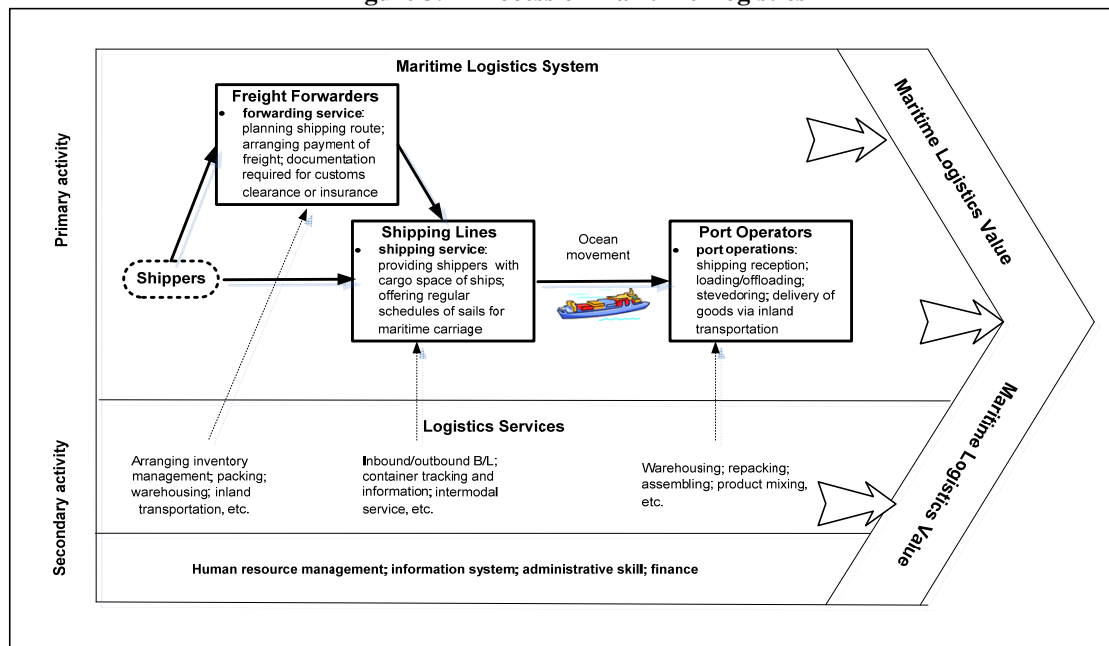 Maritime Logistics System
Primary activity
Freight Forwarders
• forwarding service:
planning shipping route;
arranging payment of
freight; documentation
required for customs
clearance or insurance
Shippers
Shipping Lines
• shipping service:
providing shippers with
cargo space of ships;
offering regular
schedules of sails for
maritime carriage
Ocean
movement
Port Operators
• port operations:
shipping reception;
loading/offloading;
stevedoring; delivery of
goods via inland
transportation
Maritime Logistics Value
Secondary activity
Logistics Services
Arranging inventory
management; packing;
warehousing; inland
transportation, etc.
Inbound/outbound B/L;
container tracking and
information; intermodal
service, etc.
Warehousing; repacking;
assembling; product mixing,
etc.
Maritime Logistics Value
Human resource management; information system; administrative skill; finance